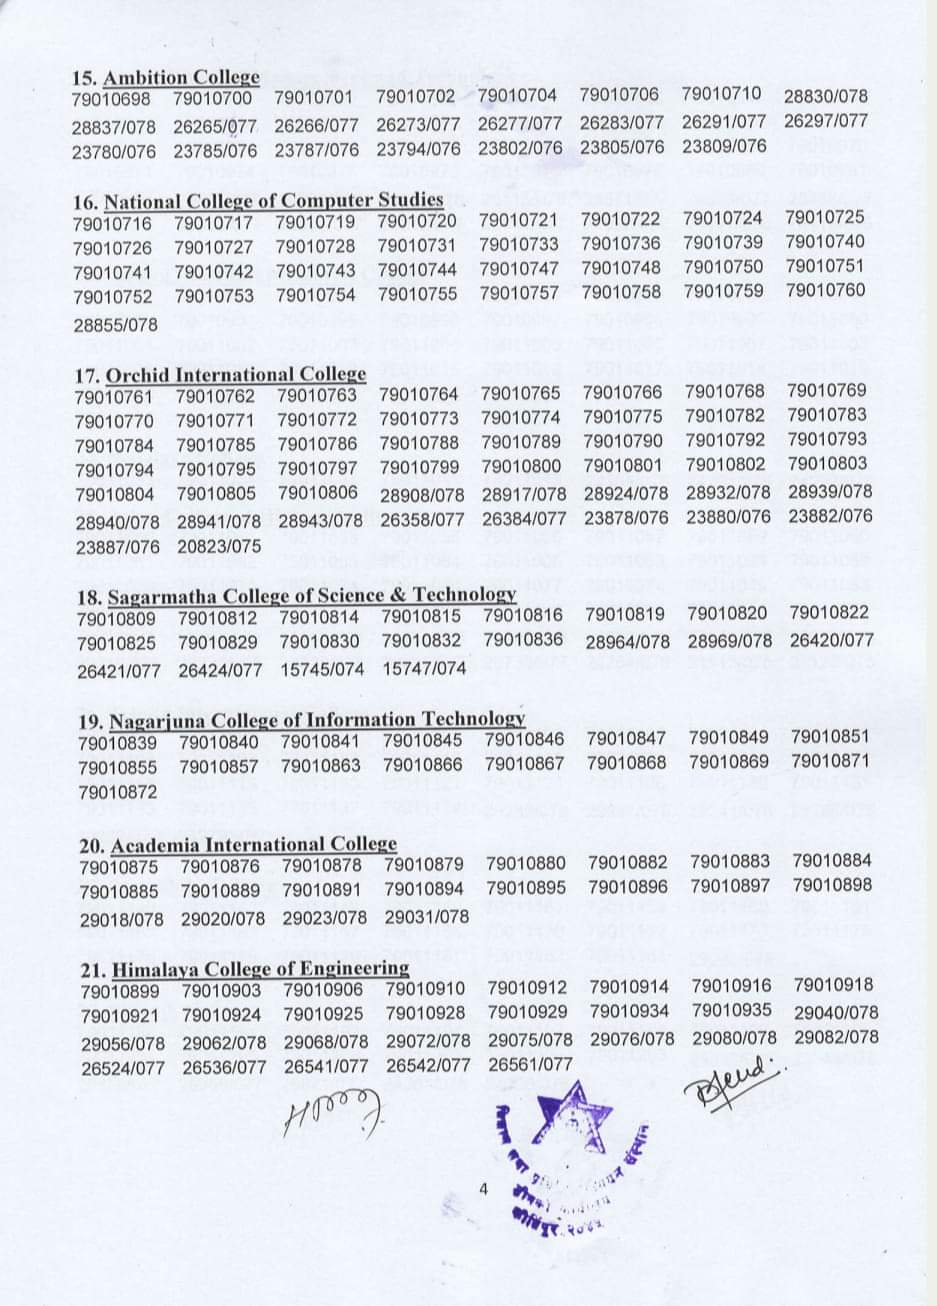 15. Ambition College
79010698 79010700 79010701 79010702 79010704 79010706 79010710 28830/078
28837/078 26265/077 26266/077 26273/077 26277/077 26283/077 26291/077 26297/077
23780/076 23785/076 23787/076 23794/076 23802/076 23805/076 23809/076
16. National College of Computer Studies
79010716 79010717 79010719 79010720 79010721 79010722 79010724 79010725
79010726 79010727 79010728 79010731 79010733 79010736 79010739 79010740
79010741 79010742 79010743 79010744 79010747 79010748 79010750 79010751
79010752 79010753 79010754 79010755 79010757 79010758 79010759 79010760
28855/078
17. Orchid International College
79010761 79010762 79010763 79010764 79010765 79010766 79010768 79010769
79010770 79010771 79010772 79010773 79010774 79010775 79010782 79010783
79010784 79010785 79010786 79010788 79010789 79010790 79010792 79010793
79010794 79010795 79010797 79010799 79010800 79010801 79010802 79010803
79010804 79010805 79010806 28908/078 28917/078 28924/078 28932/078 28939/078
28940/078 28941/078 28943/078 26358/077 26384/077 23878/076 23880/076 23882/076
23887/076 20823/075
18. Sagarmatha College of Science & Technology
79010809 79010812 79010814 79010815 79010816 79010819 79010820 79010822
79010825 79010829 79010830 79010832 79010836 28964/078 28969/078 26420/077
26421/077 26424/077 15745/074 15747/074
19. Nagarjuna College of Information Technology
79010839 79010840 79010841 79010845 79010846 79010847 79010849 79010851
79010855 79010857 79010863 79010866 79010867 79010868 79010869 79010871
79010872
20. Academia International College
79010875 79010876 79010878 79010879 79010880 79010882 79010883 79010884
79010885 79010889 79010891 79010894 79010895 79010896 79010897 79010898
29018/078 29020/078 29023/078 29031/078
21. Himalaya College of Engineering
79010899 79010903 79010906 79010910 79010912 79010914 79010916 79010918
79010921 79010924 79010925 79010928 79010929 79010934 79010935 29040/078
29056/078 29062/078 29068/078 29072/078 29075/078 29076/078 29080/078 29082/078
26524/077 26536/077 26541/077 26542/077 26561/077
4